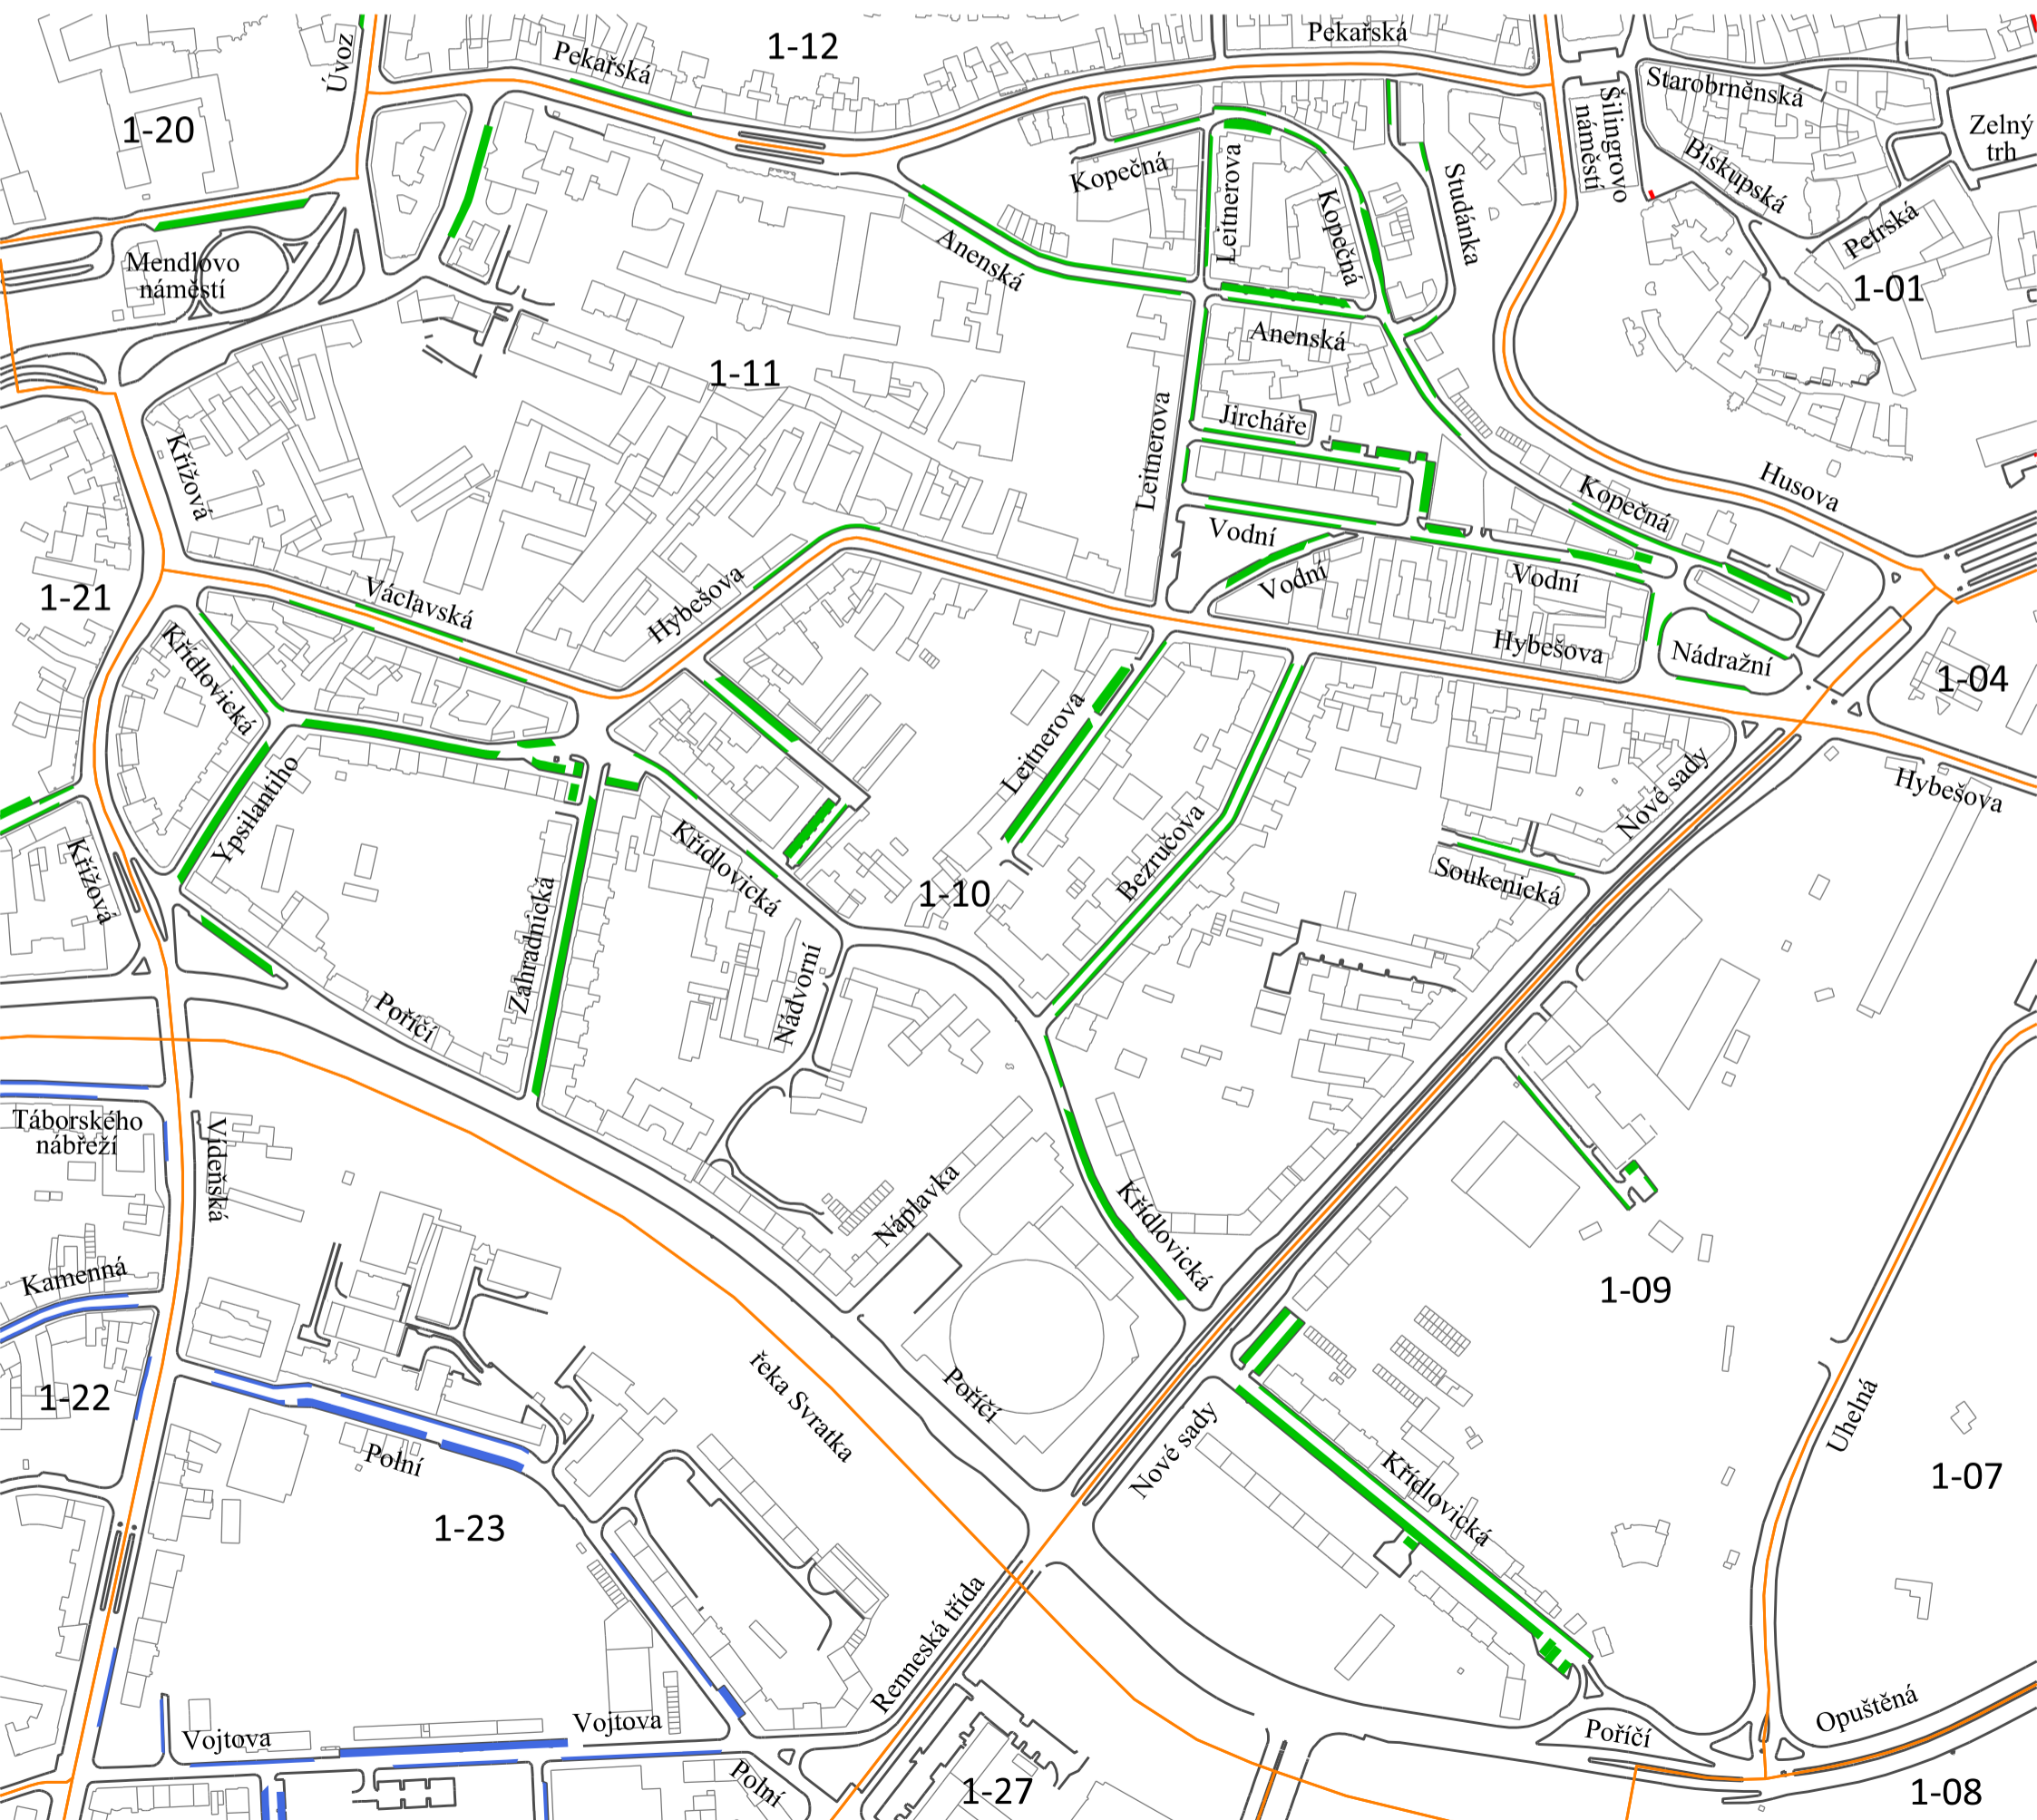 Úvoz
Pekařská
1-12
Pekařská
Starobrněnská
Šilingrovo
náměstí
Zelný
trh
1-20
Biskupská
Kopečná
Leitnerova
Kopečná
Studánka
Petrská
Mendlovo
náměstí
Anenská
1-01
Anenská
1-11
Křížová
Leitnerova
Jircháře
Husova
Kopečná
Vodní
Vodní
Vodní
1-21
Václavská
Hybešova
Křídlovická
Hybešova
Nádražní
1-04
Leitnerova
Nové sady
Hybešova
Ypsilantiho
Křížová
Křídlovická
Bezručova
Soukenická
1-10
Zahradnická
Nádvorní
Poříčí
Táborského
nábřeží
Vídeňská
Náplavka
Křídlovická
Kamenná
1-09
1-22
řeka Svratka
Poříčí
Uhelná
Polní
Nové sady
Křídlovická
1-07
1-23
Renneská třída
Vojtova
Vojtova
Opuštěná
Poříčí
Polní
1-27
1-08